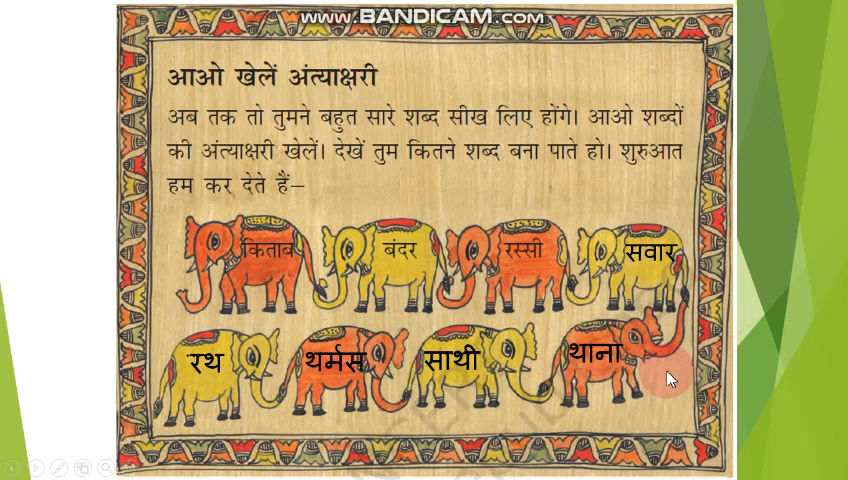 www.BANDICAM.com
आओ खेलें अंत्याक्षरी
अब तक तो तुमने बहुत सारे शब्द सीख लिए होंगे। आओ शब्दों
की अंत्याक्षरी खेलें। देखें तुम कितने शब्द बना पाते हो। शुरुआत
हम कर देते हैं–
किताब बंदर रस्सी सवार
रथ थर्मस साथी थाना